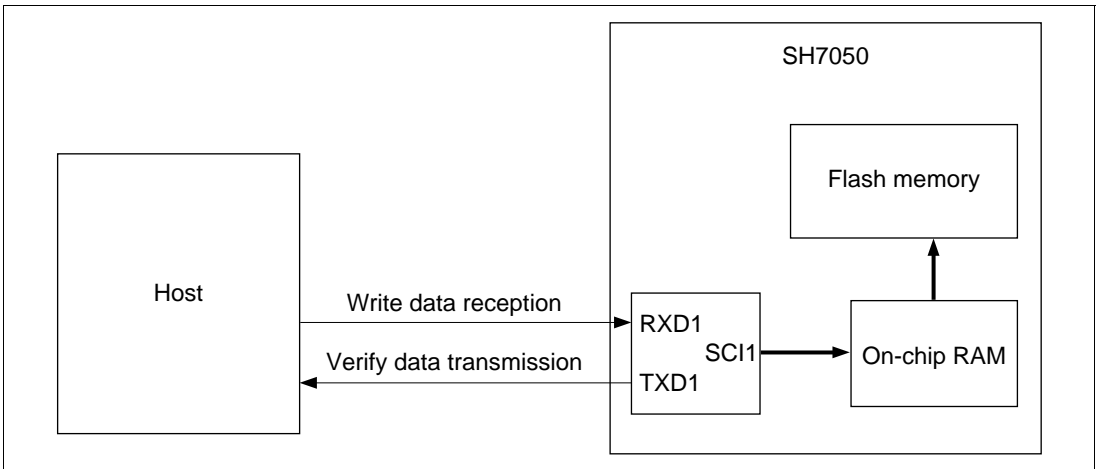 SH7050
Flash memory
Host
Write data reception
RXD1
SCI1
On-chip RAM
Verify data transmission
TXD1